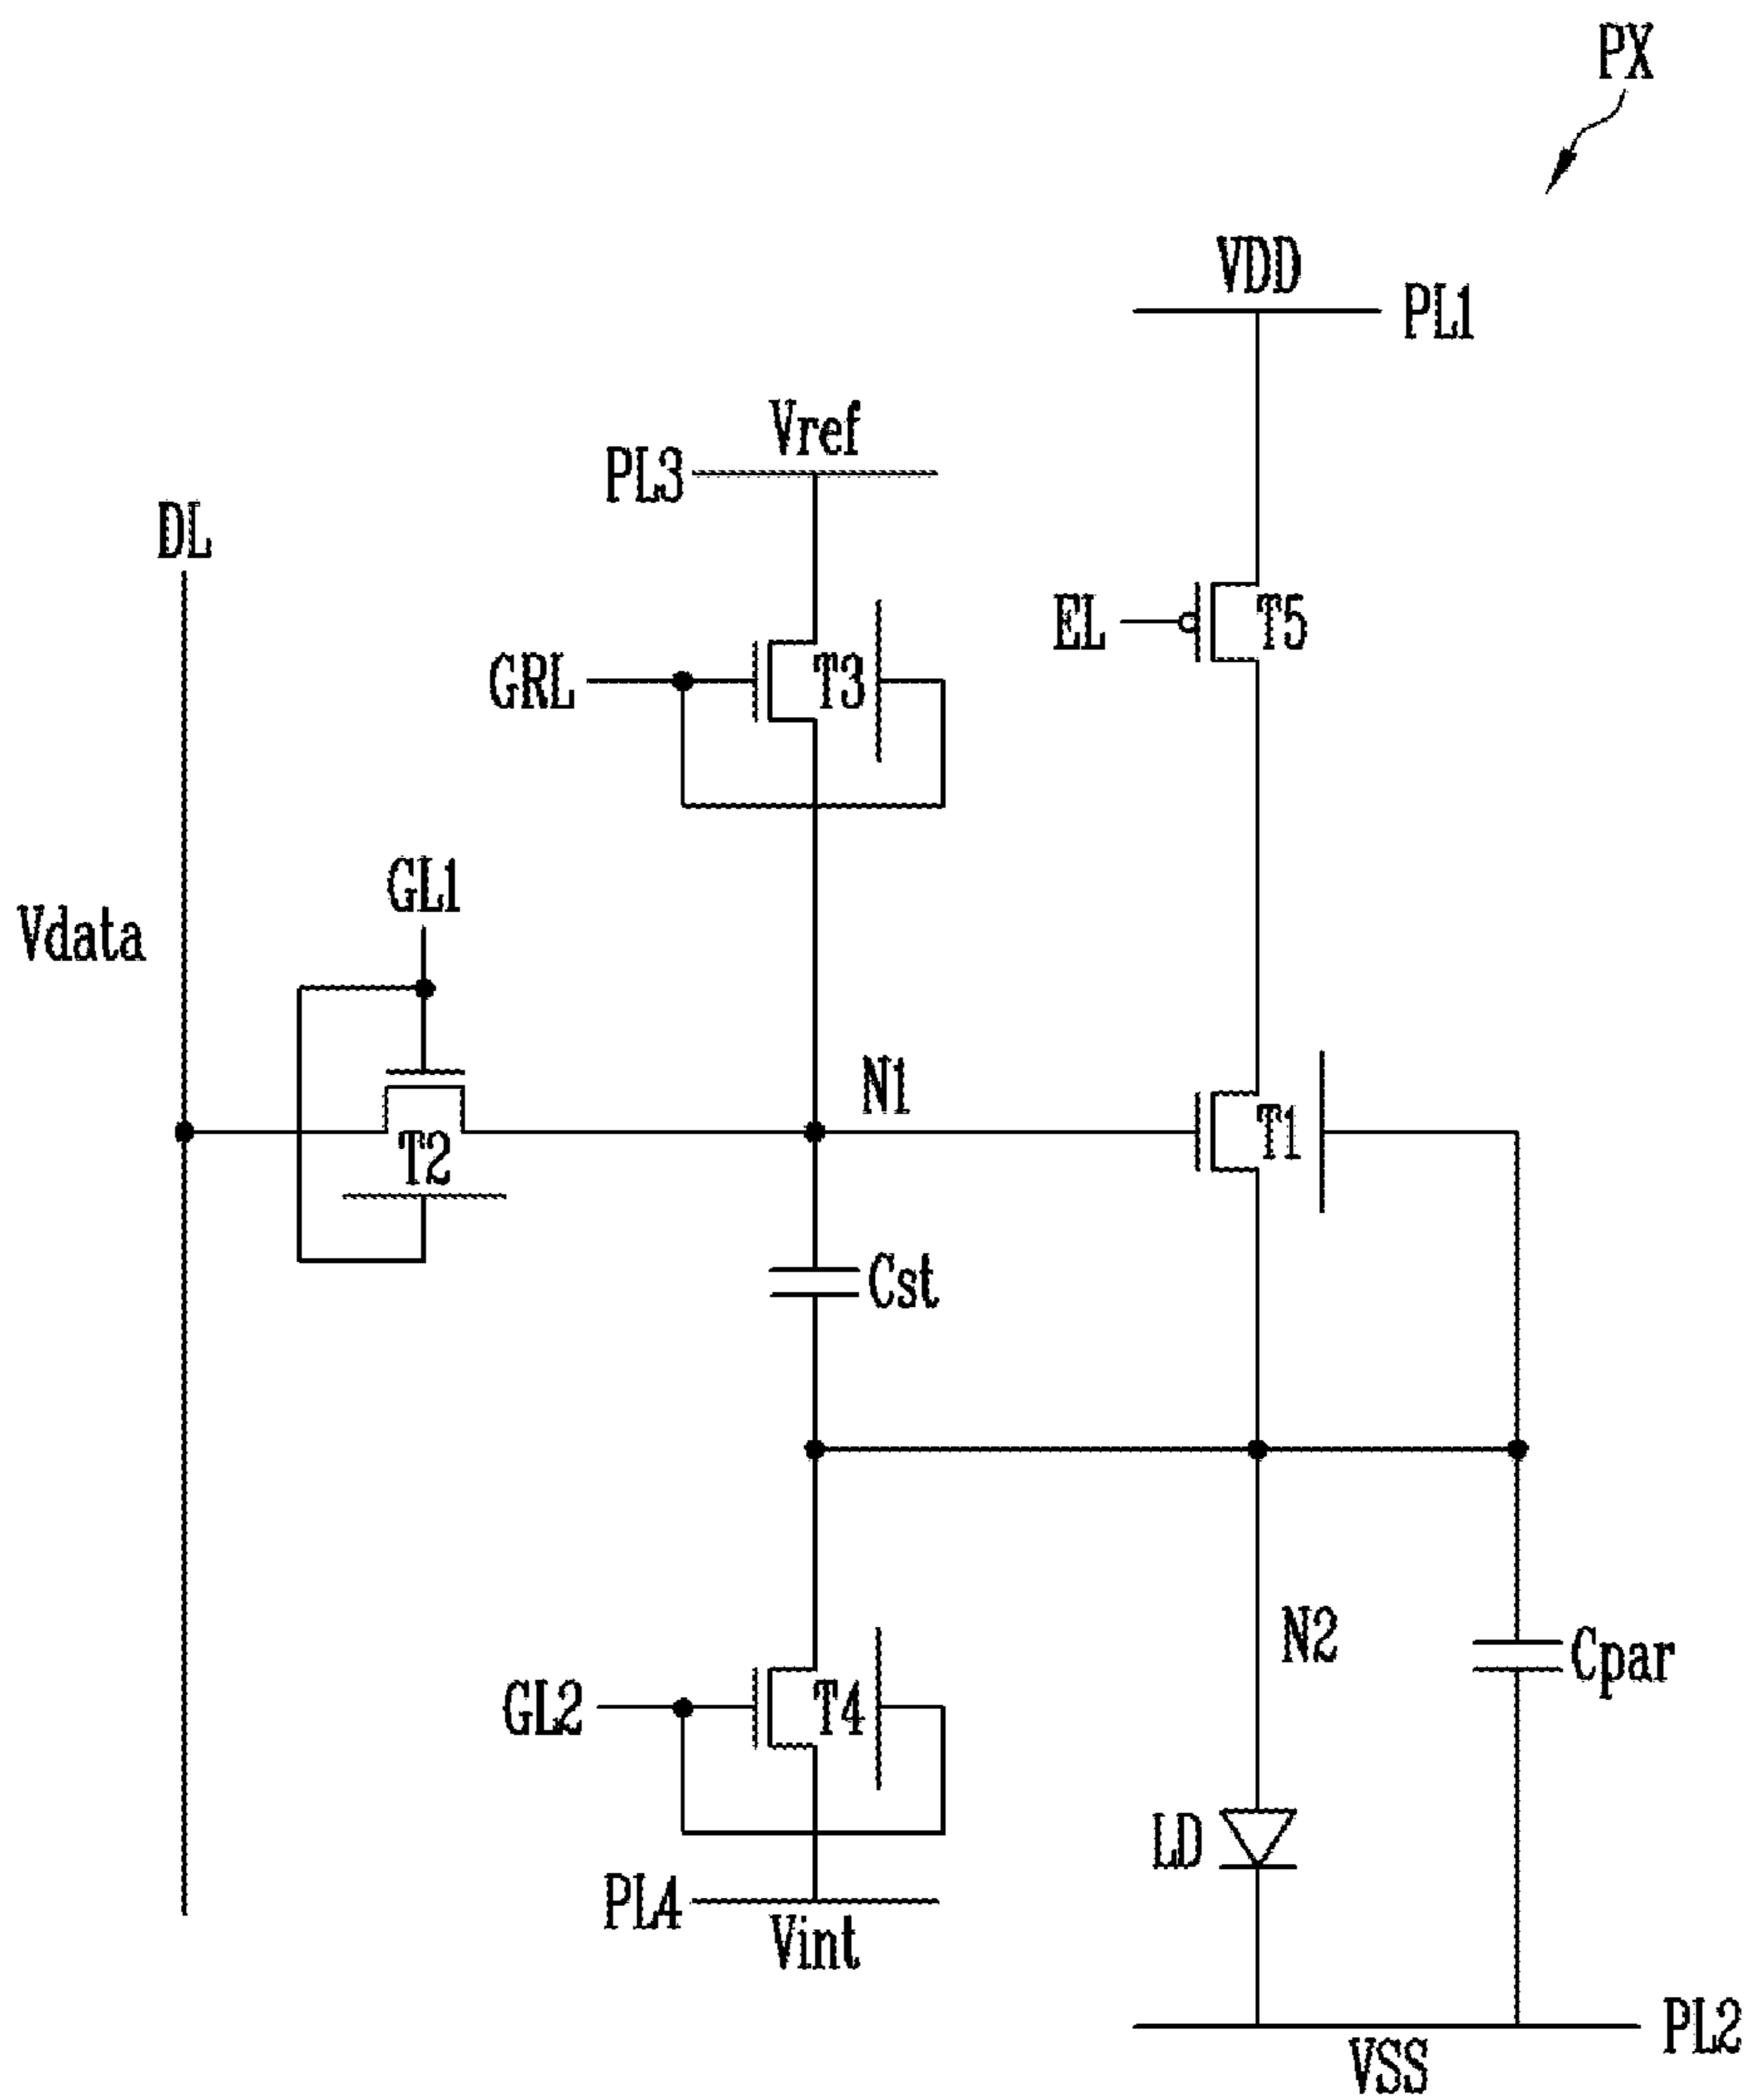 PX
VDD
PL1
Vref
PL3
DL
EL
T5
GRL
T3
GL1
Vdata
N1
T1
T2
Cst
N2
Cpar
GL2
T4
LD
PL4
Vint
PL2
VSS